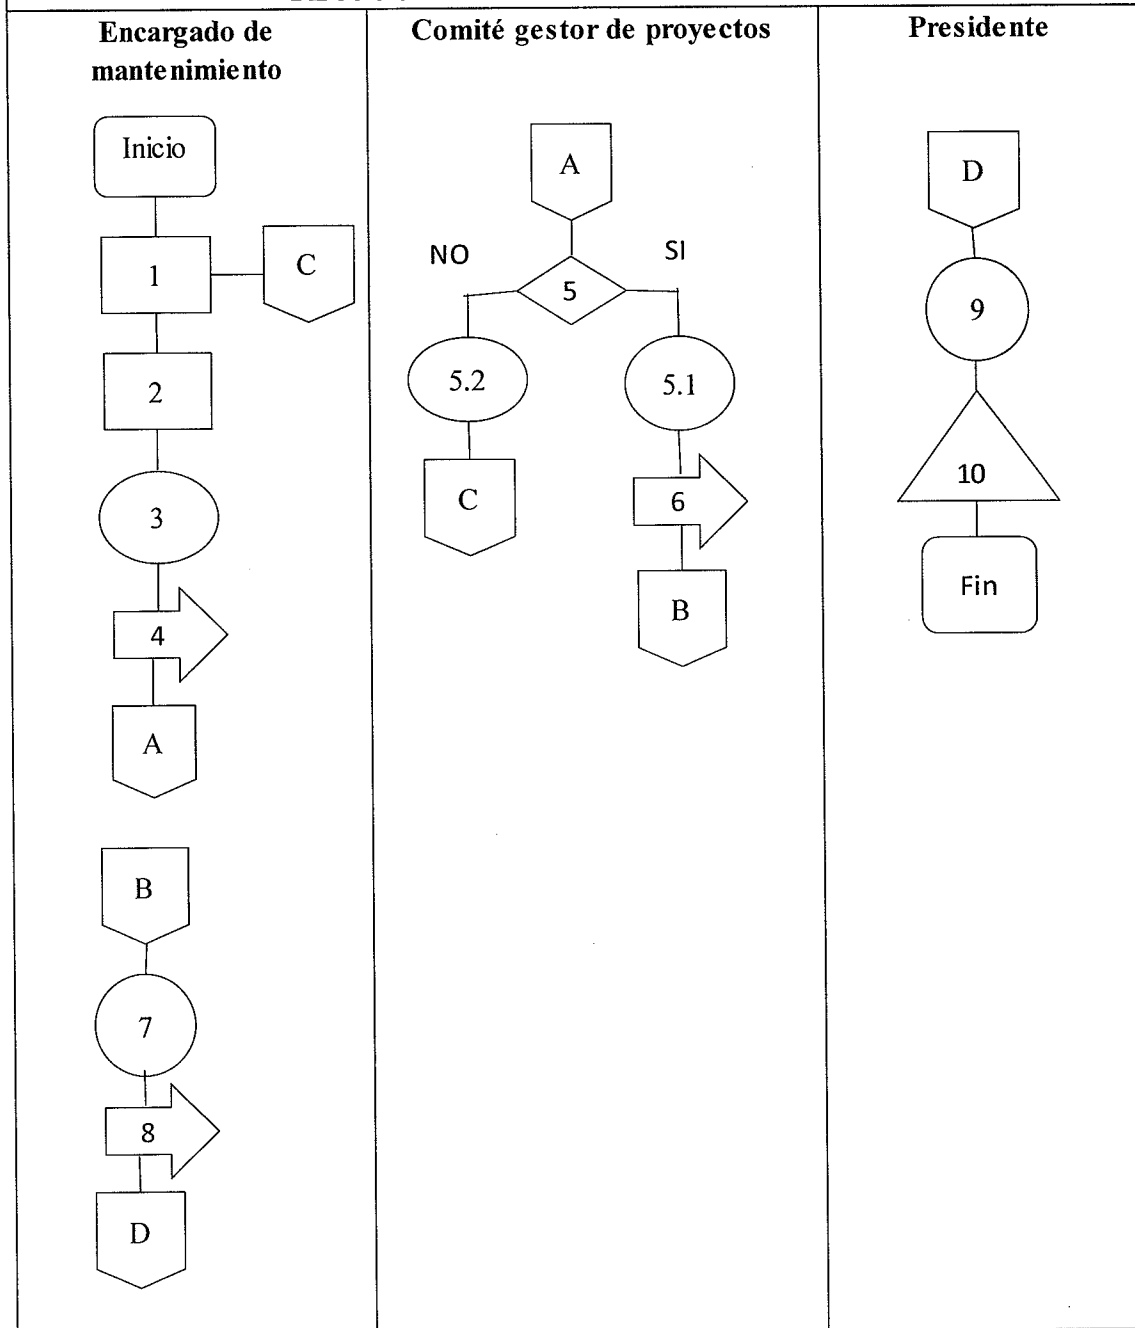 Encargado de
mantenimiento
Inicio
1
C
2
3
4
A
B
7
8
D
Comité gestor de proyectos
A
NO
SI
5
5.2
5.1
C
6
B
Presidente
D
9
10
Fin